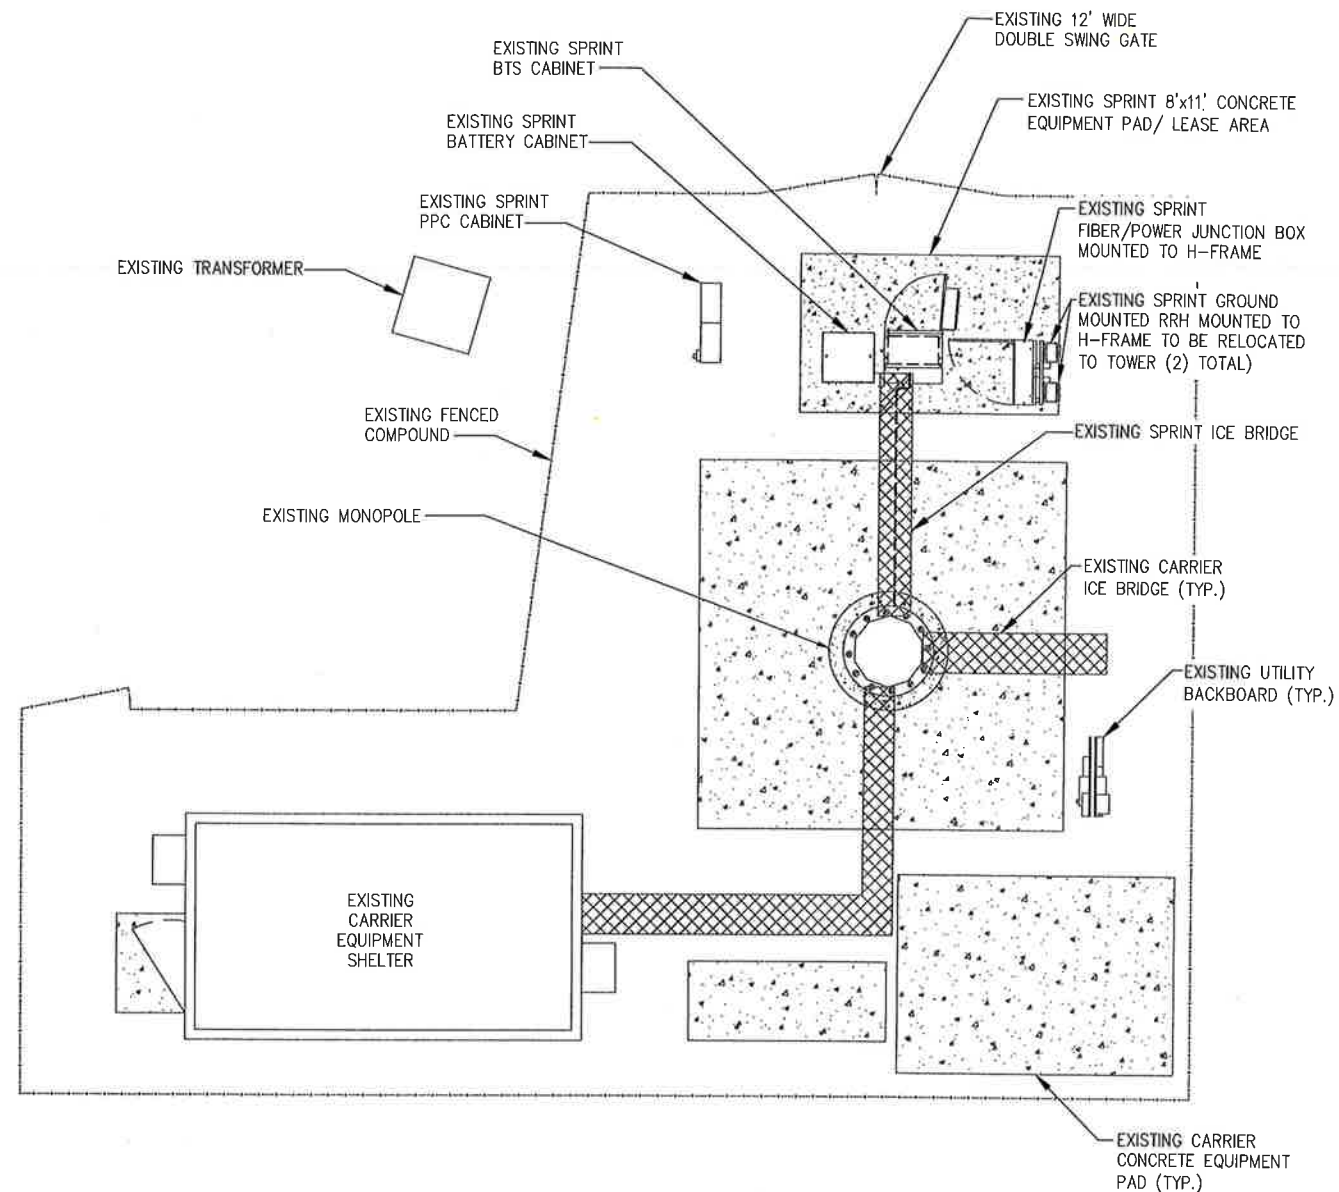 EXISTING 12' WIDE
DOUBLE SWING GATE
EXISTING SPRINT
BTS CABINET
EXISTING SPRINT 8'x11' CONCRETE
EQUIPMENT PAD/ LEASE AREA
EXISTING SPRINT
BATTERY CABINET
EXISTING SPRINT
PPC CABINET
EXISTING SPRINT
FIBER/POWER JUNCTION BOX
MOUNTED TO H-FRAME
EXISTING TRANSFORMER
EXISTING SPRINT GROUND
MOUNTED RRH MOUNTED TO
H-FRAME TO BE RELOCATED
TO TOWER (2) TOTAL)
EXISTING FENCED
COMPOUND
EXISTING SPRINT ICE BRIDGE
EXISTING MONOPOLE
EXISTING CARRIER
ICE BRIDGE (TYP.)
EXISTING UTILITY
BACKBOARD (TYP.)
EXISTING
CARRIER
EQUIPMENT
SHELTER
EXISTING CARRIER
CONCRETE EQUIPMENT
PAD (TYP.)